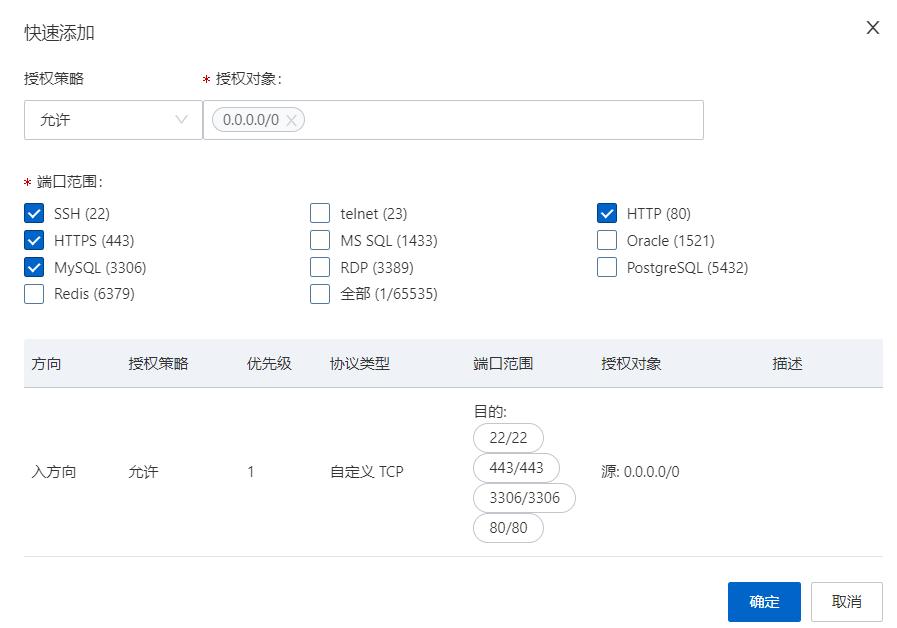 快速添加
授权策略 * 授权对象:
允许 0.0.0.0/0
* 端口范围:
SSH (22) telnet (23) HTTP (80)
HTTPS (443) MS SQL (1433) Oracle (1521)
MySQL (3306) RDP (3389) PostgreSQL (5432)
Redis (6379) 全部 (1/65535)
方向 授权策略 优先级 协议类型 端口范围 授权对象 描述
目的:
22/22
443/443
入方向 允许 1 自定义 TCP 源: 0.0.0.0/0
3306/3306
80/80
确定 取消